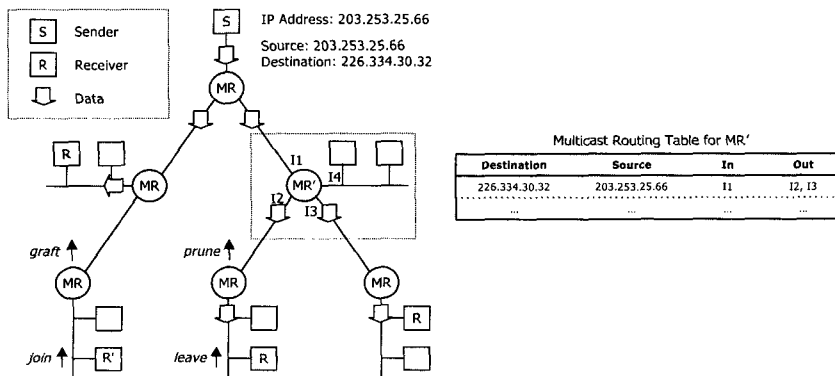 S Sender
R Receiver
Data
S
IP Address: 203.253.25.66
Source: 203.253.25.66
Destination: 226.334.30.32
MR
R
MR
I1
MR'
I4
I2
I3
graft
MR
prune
MR
MR
join
R'
leave
R
R
Multicast Routing Table for MR'
Destination Source In Out
226.334.30.32 203.253.25.66 I1 I2, I3
... ... ... ...